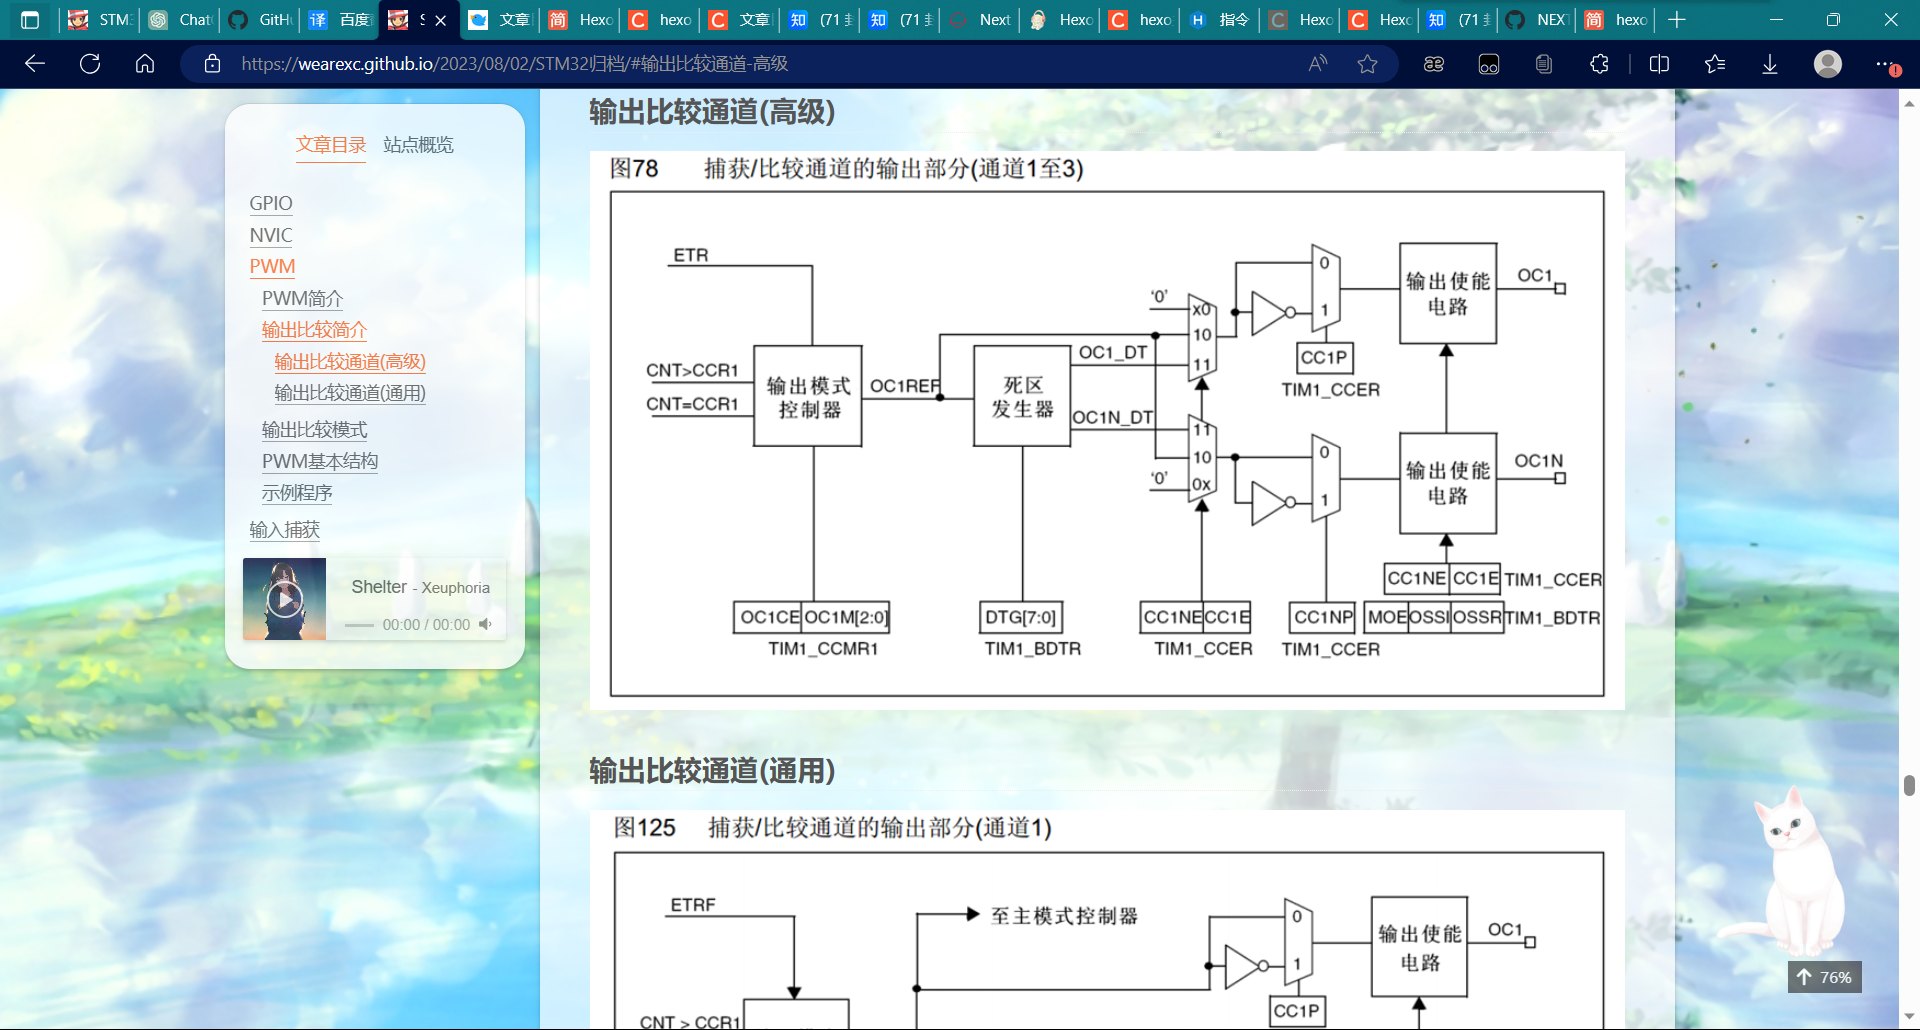 STM3
Chat
GitHu
百度
S
文章
Hexo
hexo
文章
(71 
(71 
Next
Hexo
hexo
指令
Hexo
Hexo
(71 
NEXT
hexo
https://wearexc.github.io/2023/08/02/STM32归档/#输出比较通道-高级
文章目录 站点概览
GPIO
NVIC
PWM
PWM简介
输出比较简介
输出比较通道(高级)
输出比较通道(通用)
输出比较模式
PWM基本结构
示例程序
输入捕获
Shelter - Xeuphoria
00:00 / 00:00
输出比较通道(高级)
图78 捕获/比较通道的输出部分(通道1至3)
ETR
CNT>CCR1
CNT=CCR1
输出模式
控制器
OC1REF
死区
发生器
OC1_DT
OC1N_DT
'0'
x0
10
11
11
10
'0'
0x
0
1
CC1P
TIM1_CCER
输出使能
电路
OC1
0
1
输出使能
电路
OC1N
CC1NE CC1E TIM1_CCER
OC1CE OC1M[2:0]
TIM1_CCMR1
DTG[7:0]
TIM1_BDTR
CC1NE CC1E
TIM1_CCER
CC1NP
TIM1_CCER
MOE OSSI OSSR TIM1_BDTR
输出比较通道(通用)
图125 捕获/比较通道的输出部分(通道1)
ETRF
至主模式控制器
0
1
CC1P
输出使能
电路
OC1
CNT > CCR1
76%